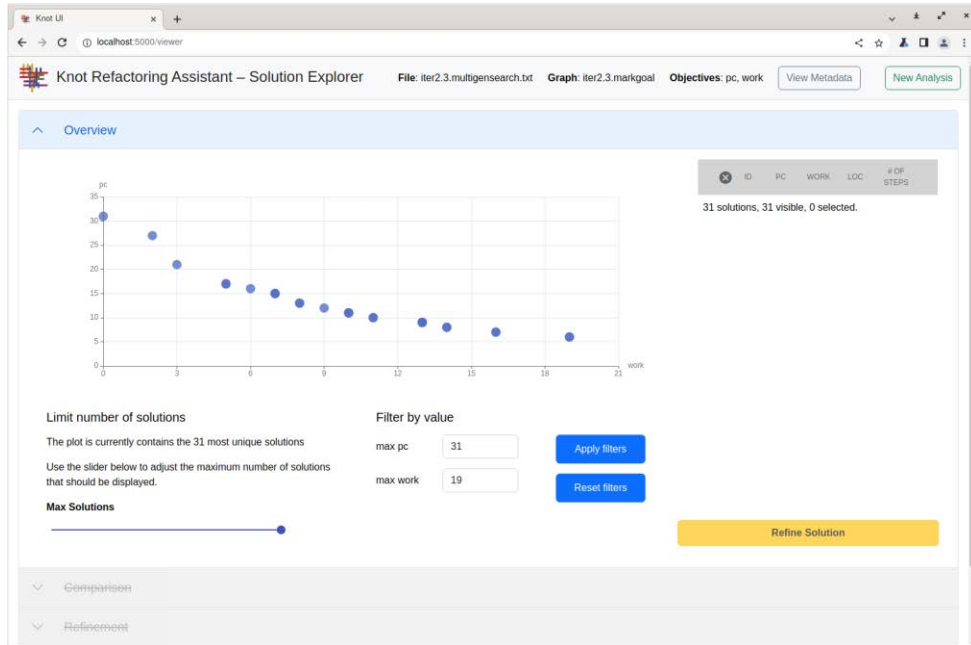 Knot UI
localhost:5000/viewer
Knot Refactoring Assistant – Solution Explorer
File: iter2.3.multigensearch.txt Graph: iter2.3.markgoal Objectives: pc, work
View Metadata
New Analysis
Overview
pc
35
30
25
20
15
10
5
0
0 3 6 9 12 15 18 21
work
ID PC WORK LOC # OF STEPS
31 solutions, 31 visible, 0 selected.
Limit number of solutions
The plot is currently contains the 31 most unique solutions
Use the slider below to adjust the maximum number of solutions
that should be displayed.
Max Solutions
Filter by value
max pc 31
max work 19
Apply filters
Reset filters
Refine Solution
Comparison
Refinement